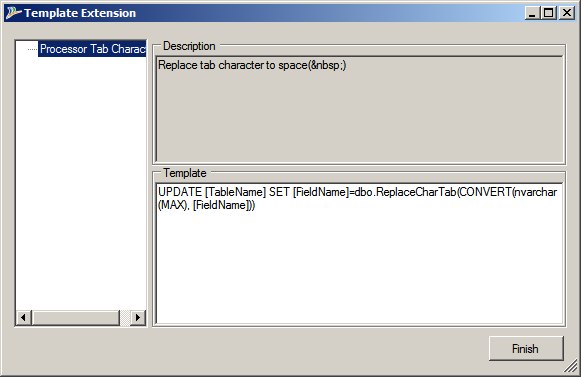 Template Extension
Processor Tab Charac
Description
Replace tab character to space(&nbsp;)
Template
UPDATE [TableName] SET [FieldName]=dbo.ReplaceCharTab(CONVERT(nvarchar
(MAX), [FieldName]))
Finish